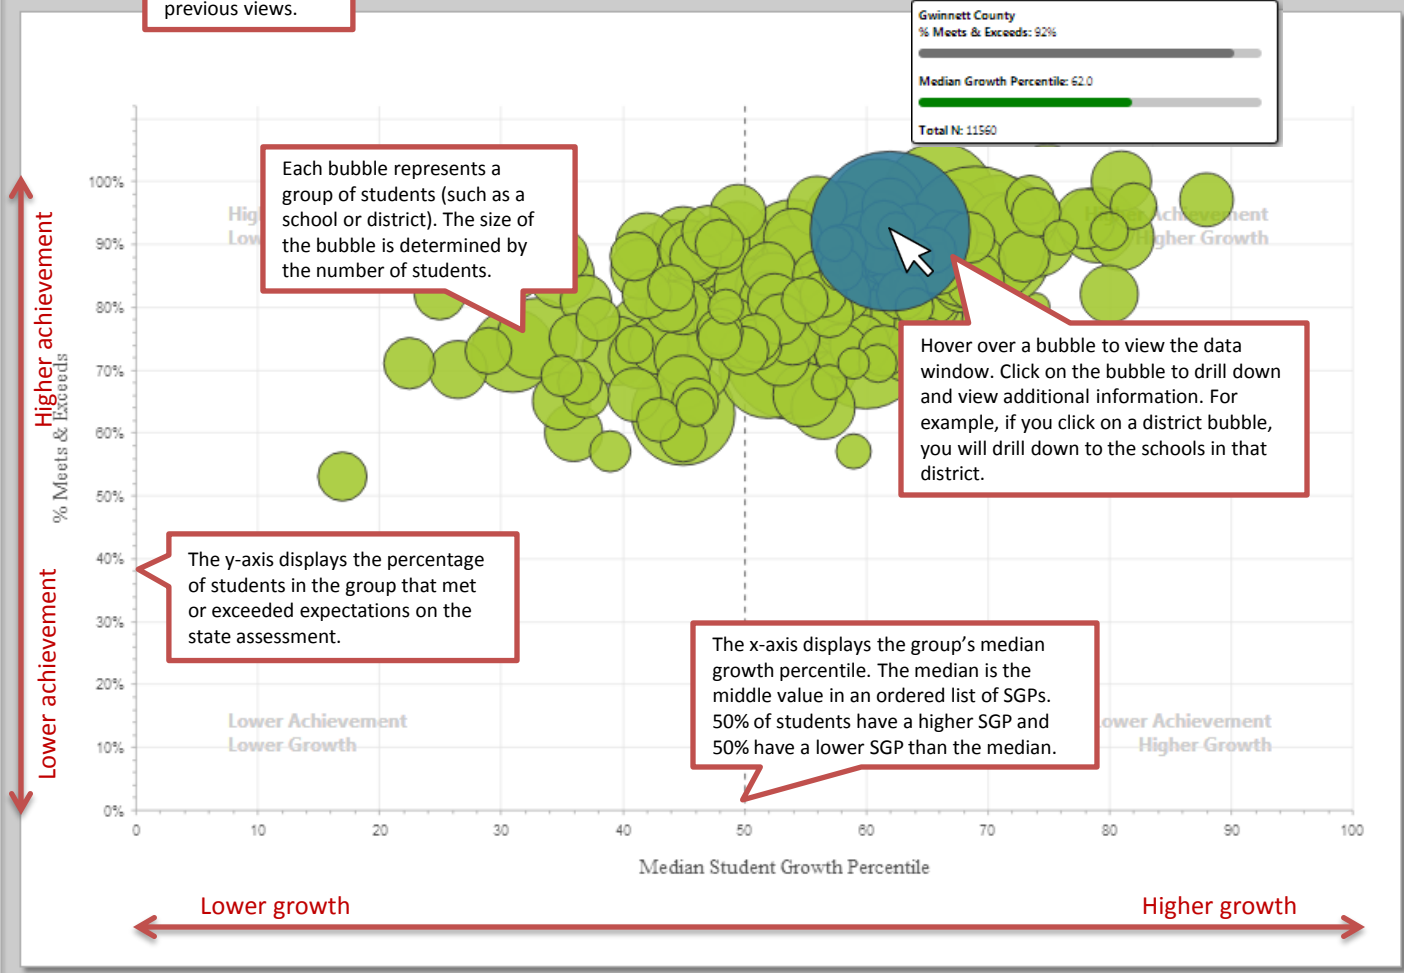 previous views.
Gwinnett County
% Meets & Exceeds: 92%
Median Growth Percentile: 62.0
Total N: 11560
Each bubble represents a
group of students (such as a
school or district). The size of
the bubble is determined by
the number of students.
Higher achievement
Lower achievement
% Meets & Exceeds
100%
90%
80%
70%
60%
50%
40%
30%
20%
10%
0%
Achievement
Higher Growth
Hover over a bubble to view the data
window. Click on the bubble to drill down
and view additional information. For
example, if you click on a district bubble,
you will drill down to the schools in that
district.
The y-axis displays the percentage
of students in the group that met
or exceeded expectations on the
state assessment.
The x-axis displays the group’s median
growth percentile. The median is the
middle value in an ordered list of SGPs.
50% of students have a higher SGP and
50% have a lower SGP than the median.
Lower Achievement
Lower Growth
Lower Achievement
Higher Growth
0 10 20 30 40 50 60 70 80 90 100
Median Student Growth Percentile
Lower growth
Higher growth